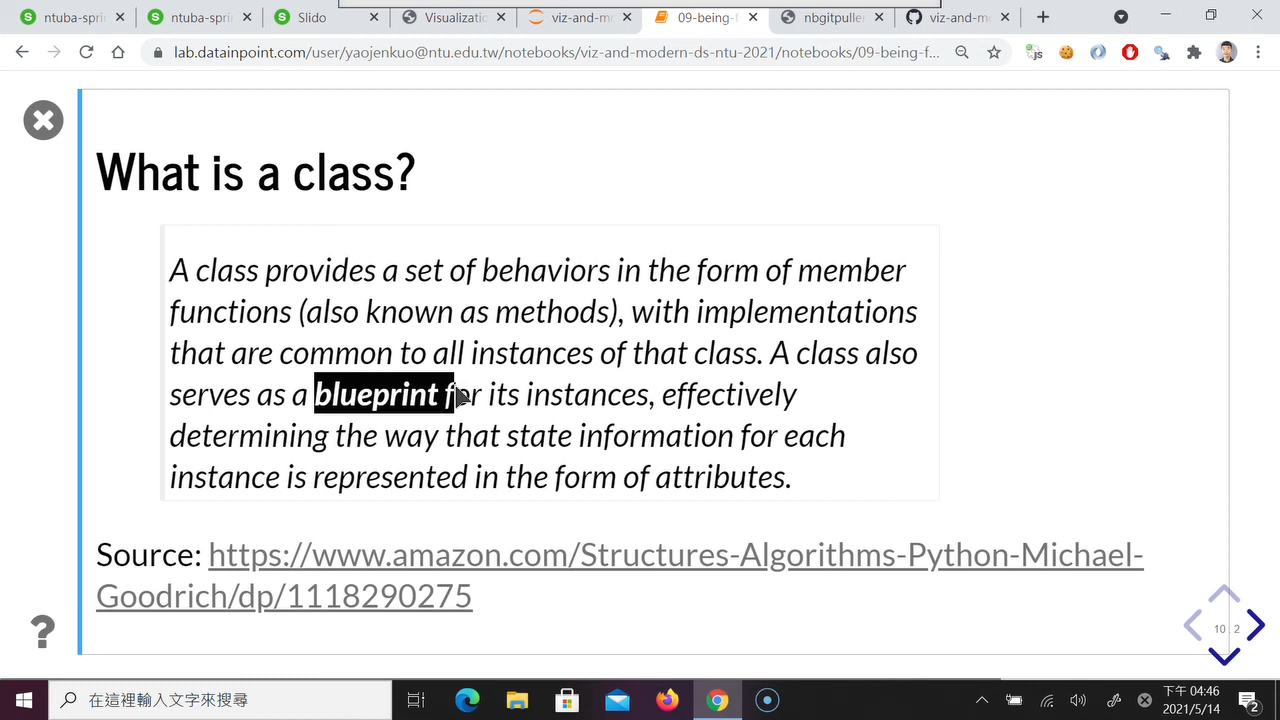 ntuba-spri
ntuba-spri
Slido
Visualizatio
viz-and-mo
09-being-f
nbgitpuller
viz-and-mo
lab.datainpoint.com/user/yaojenkuo@ntu.edu.tw/notebooks/viz-and-modern-ds-ntu-2021/notebooks/09-being-f...
JS
What is a class?
A class provides a set of behaviors in the form of member
functions (also known as methods), with implementations
that are common to all instances of that class. A class also
serves as a blueprint for its instances, effectively
determining the way that state information for each
instance is represented in the form of attributes.
Source: https://www.amazon.com/Structures-Algorithms-Python-Michael-
Goodrich/dp/1118290275
10.2
在這裡輸入文字來搜尋
下午 04:46
2021/5/14
2